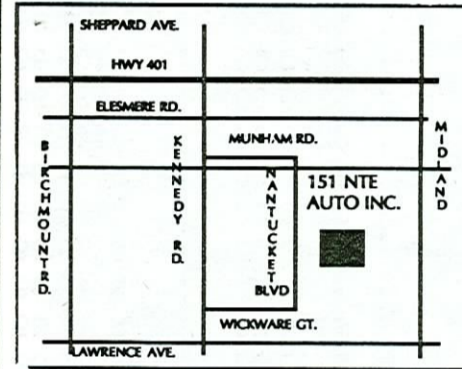 SHEPPARD AVE.
HWY 401
ELESMERE RD.
BIRCHMOUNT RD.
KENNEDY RD.
MUNHAM RD.
NANTUCKET BLVD
151 NTE
AUTO INC.
MIDLAND
WICKWARE GT.
LAWRENCE AVE.